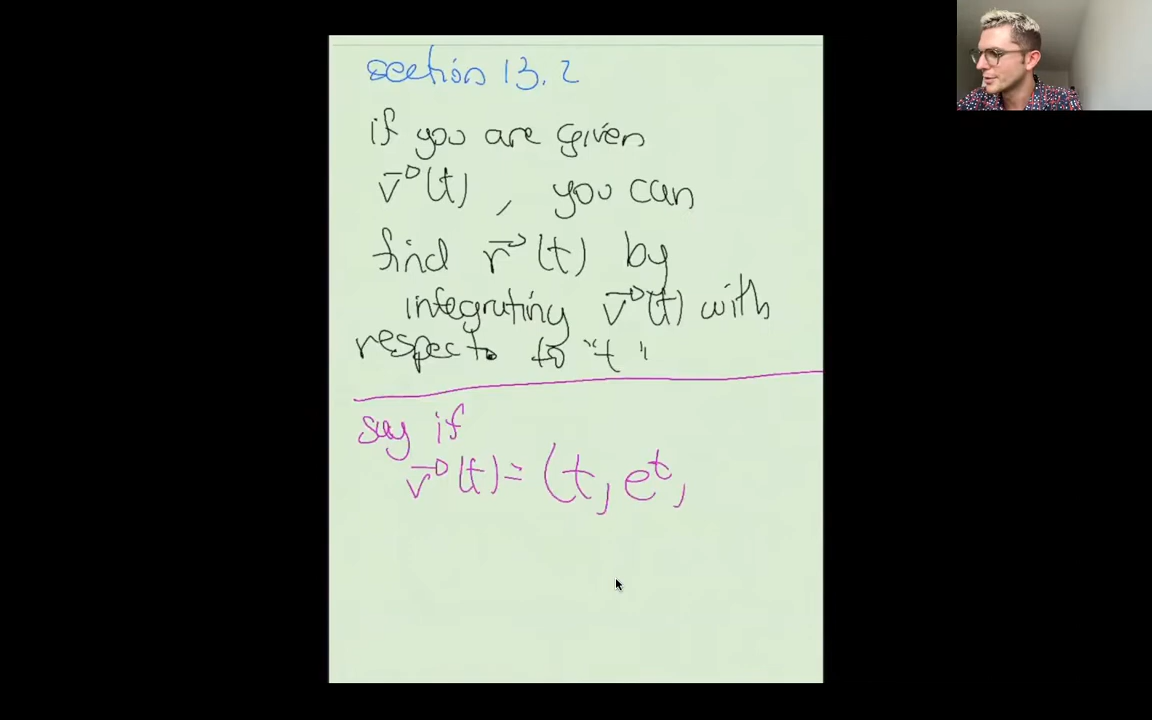 section 13.2
if you are given
v⃗(t), you can
find r⃗(t) by
integrating v⃗(t) with
respect to "t"
say if
v⃗(t) = (t, eᵗ,